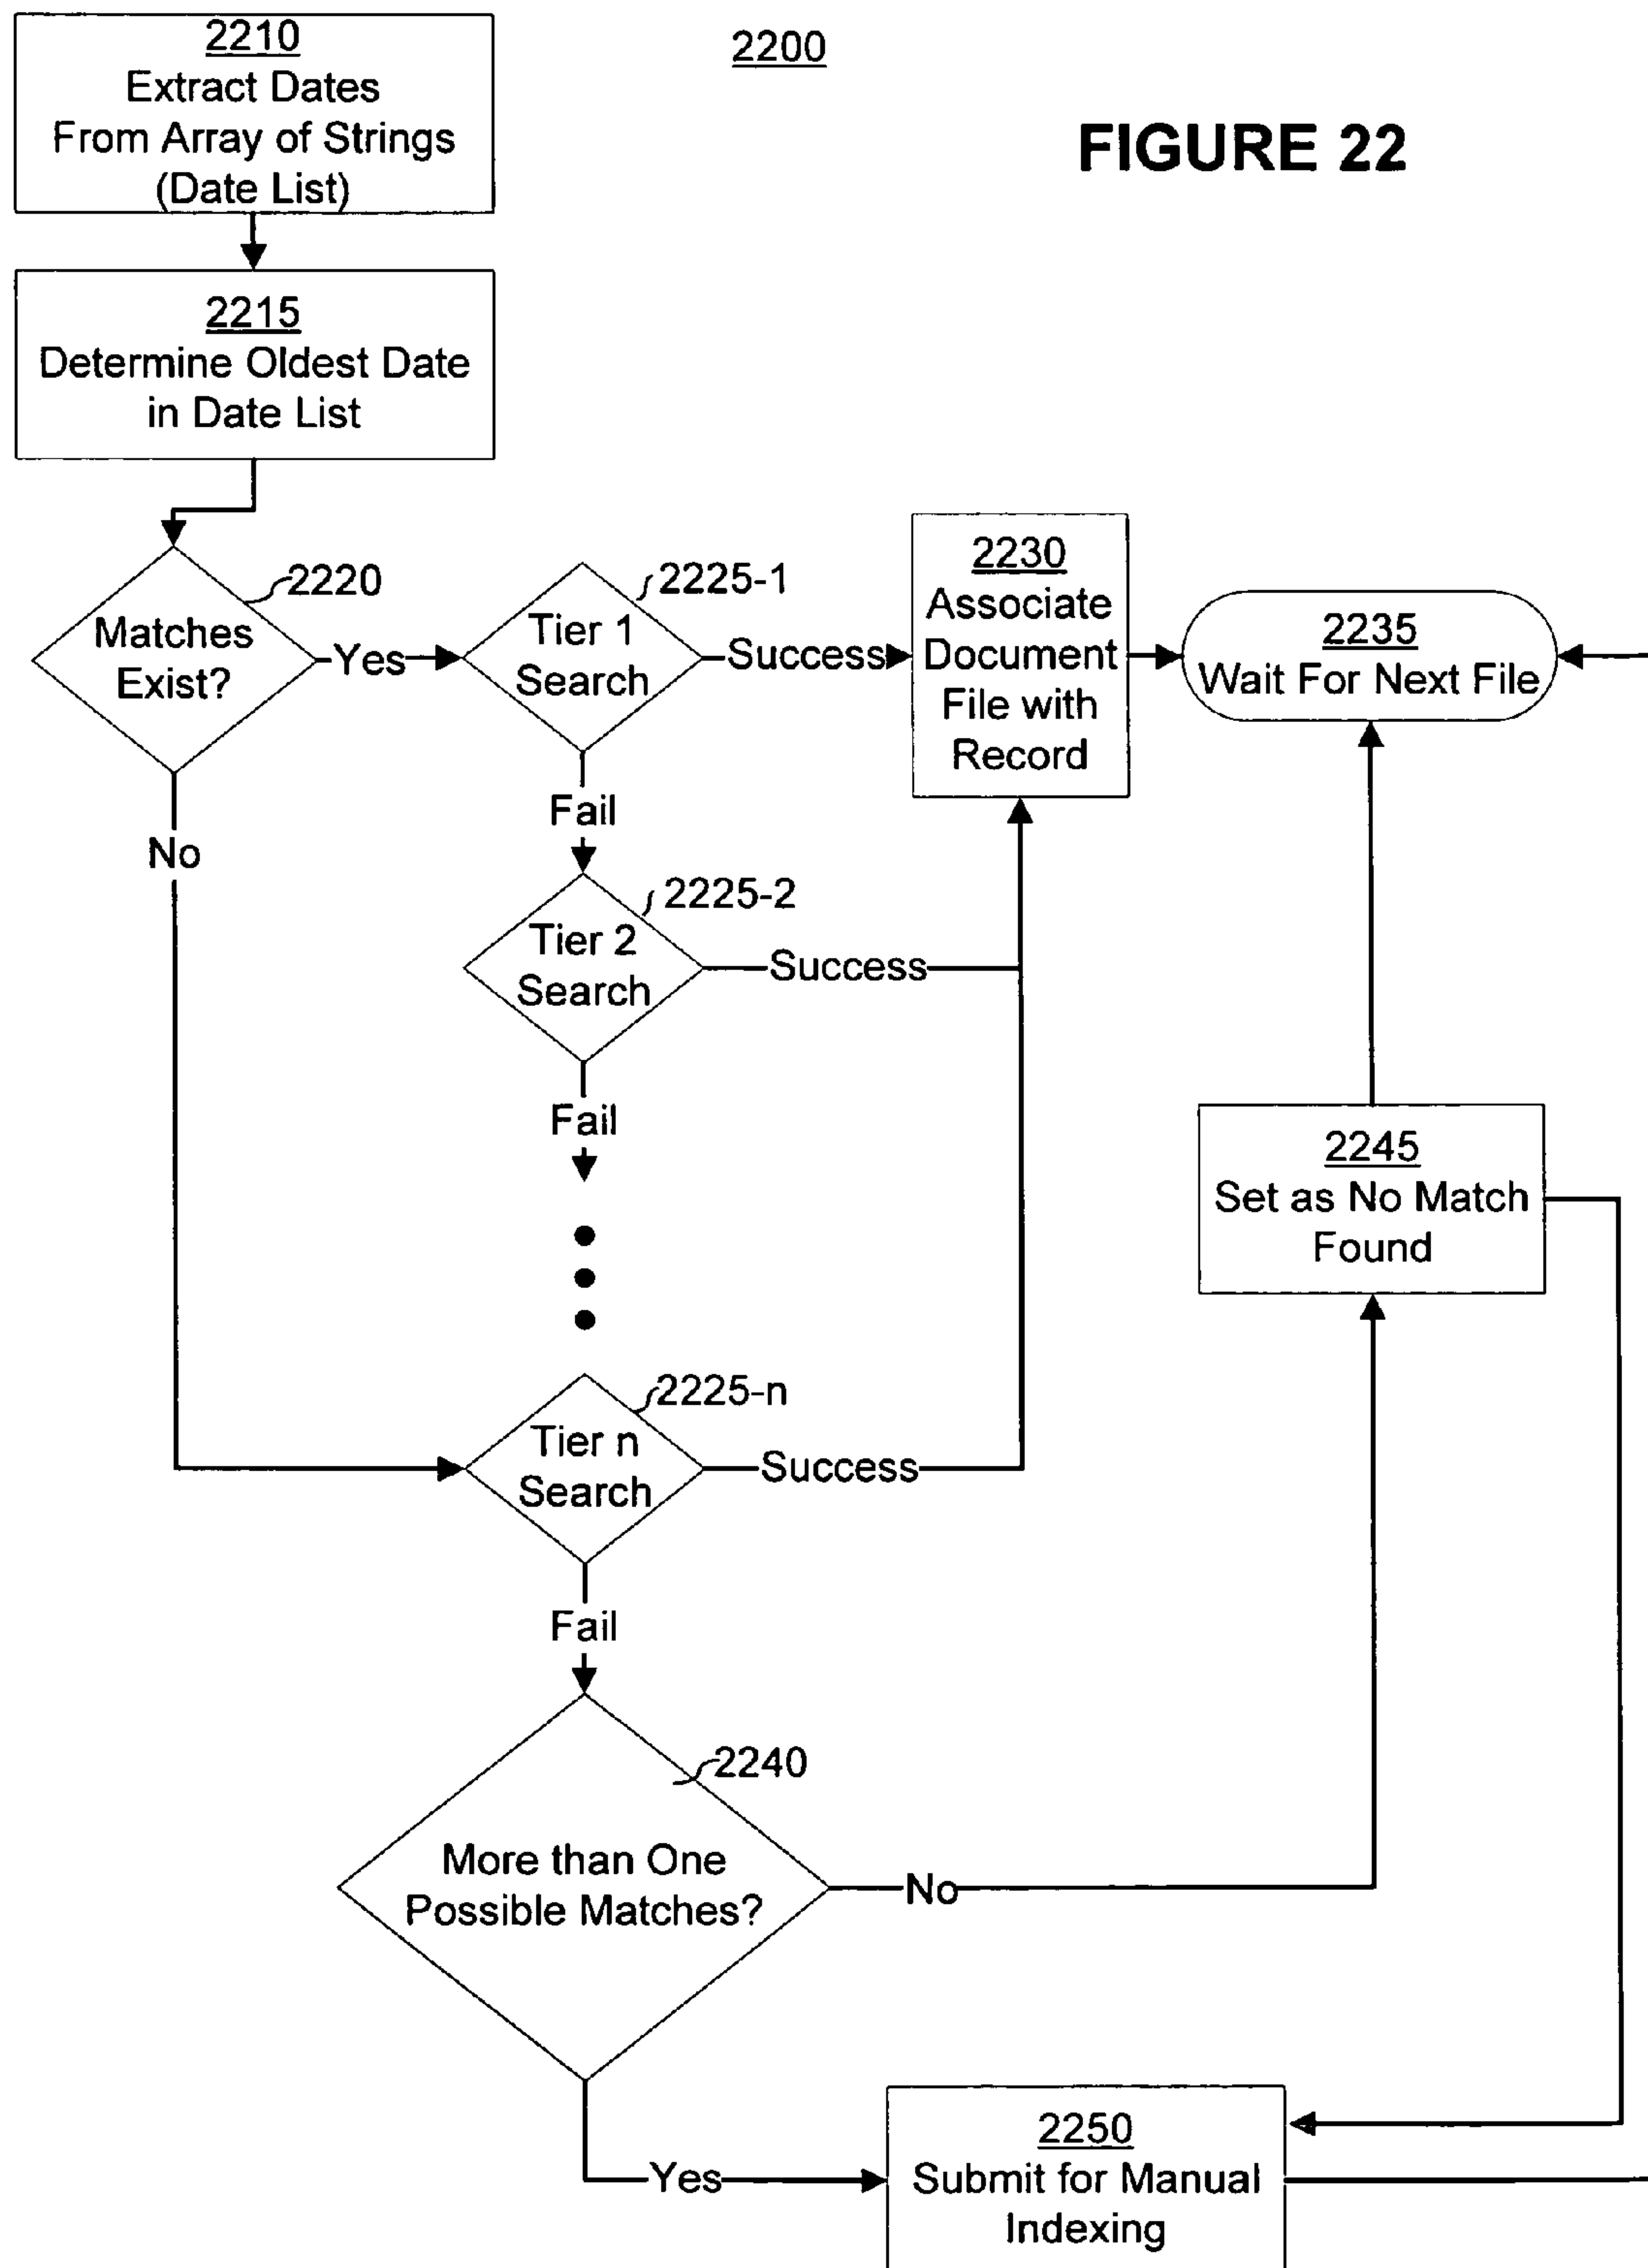 2210
Extract Dates
From Array of Strings
(Date List)
2200
FIGURE 22
2215
Determine Oldest Date
in Date List
2220
Matches
Exist?
Yes
No
2225-1
Tier 1
Search
Success
Fail
2230
Associate
Document
File with
Record
2235
Wait For Next File
2225-2
Tier 2
Search
Success
Fail
2245
Set as No Match
Found
2225-n
Tier n
Search
Success
Fail
2240
More than One
Possible Matches?
No
Yes
2250
Submit for Manual
Indexing